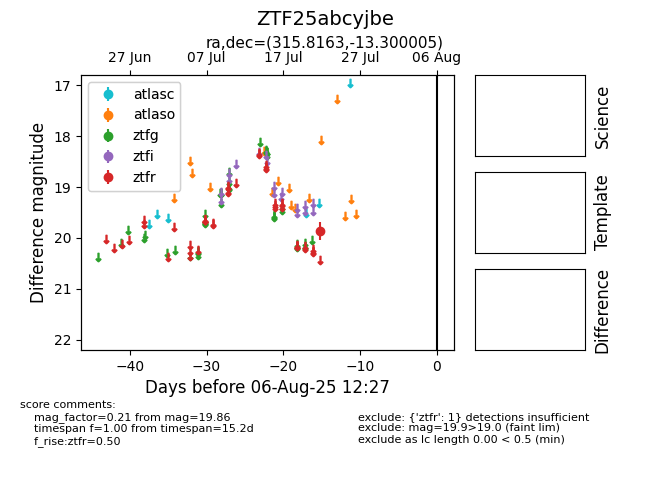 ZTF25abcyjbe
ra,dec=(315.8163,-13.300005)
27 Jun 07 Jul 17 Jul 27 Jul 06 Aug
atlasc
atlaso
ztfg
ztfi
ztfr
17
18
19
20
21
22
Difference magnitude
−40 −30 −20 −10 0
Days before 06-Aug-25 12:27
Science
Template
Difference
score comments:
mag_factor=0.21 from mag=19.86
timespan f=1.00 from timespan=15.2d
f_rise:ztfr=0.50
exclude: {'ztfr': 1} detections insufficient
exclude: mag=19.9>19.0 (faint lim)
exclude as lc length 0.00 < 0.5 (min)